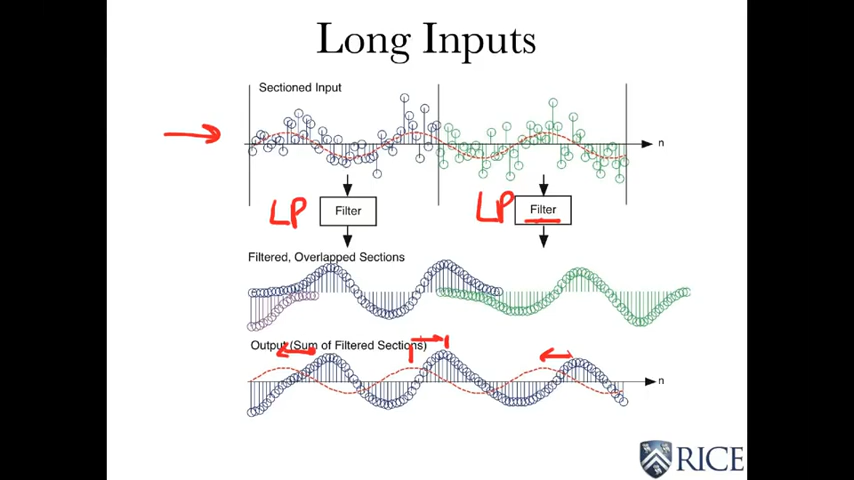 Long Inputs
Sectioned Input
n
LP
Filter
LP
Filter
Filtered, Overlapped Sections
Output (Sum of Filtered Sections)
n
RICE